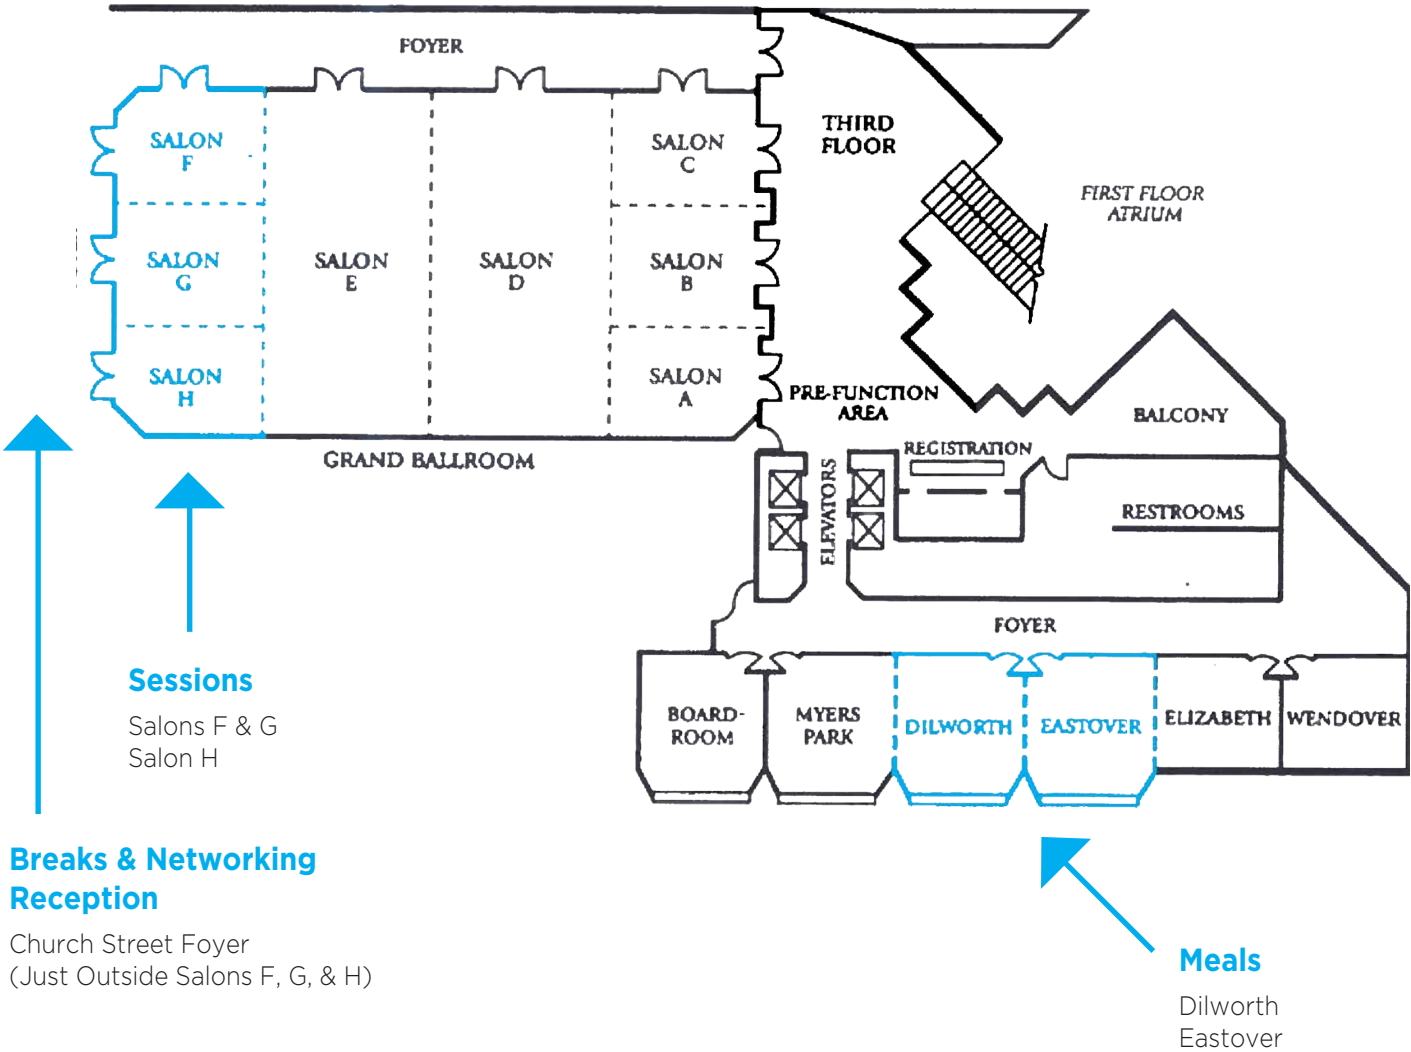 FOYER
THIRD
FLOOR
SALON
F
SALON
C
FIRST FLOOR
ATRIUM
SALON
G
SALON
E
SALON
D
SALON
B
SALON
H
SALON
A
PRE-FUNCTION
AREA
BALCONY
GRAND BALLROOM
REGISTRATION
ELEVATORS
RESTROOMS
FOYER
BOARD-
ROOM
MYERS
PARK
DILWORTH
EASTOVER
ELIZABETH
WENDOVER
Sessions
Salons F & G
Salon H
Breaks & Networking
Reception
Church Street Foyer
(Just Outside Salons F, G, & H)
Meals
Dilworth
Eastover